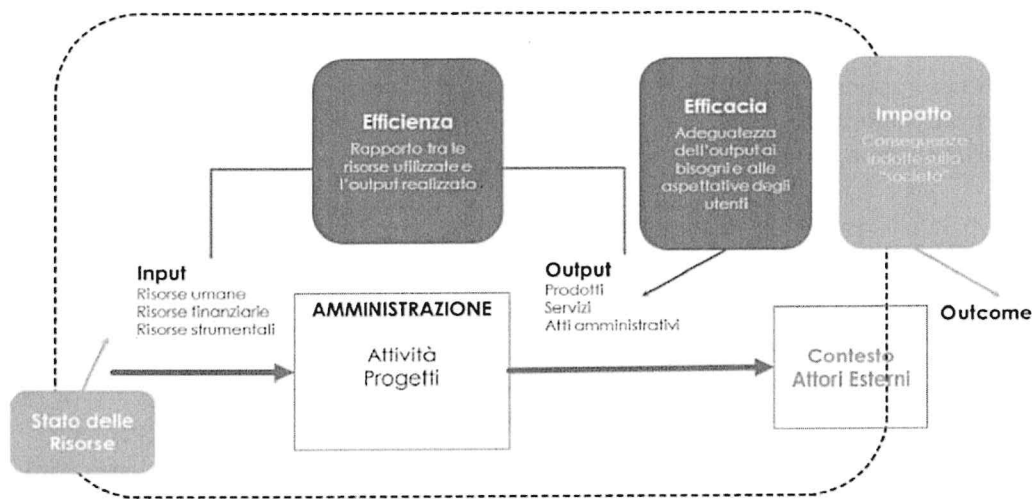 Efficienza
Rapporto tra le
risorse utilizzate e
l'output realizzato
Efficacia
Adeguatezza
dell'output ai
bisogni e alle
aspettative degli
utenti
Impatto
Conseguenze
indotte sulla
"società"
Input
Risorse umane
Risorse finanziarie
Risorse strumentali
Output
Prodotti
Servizi
Atti amministrativi
Outcome
AMMINISTRAZIONE
Attività
Progetti
Contesto
Attori Esterni
Stato delle
Risorse